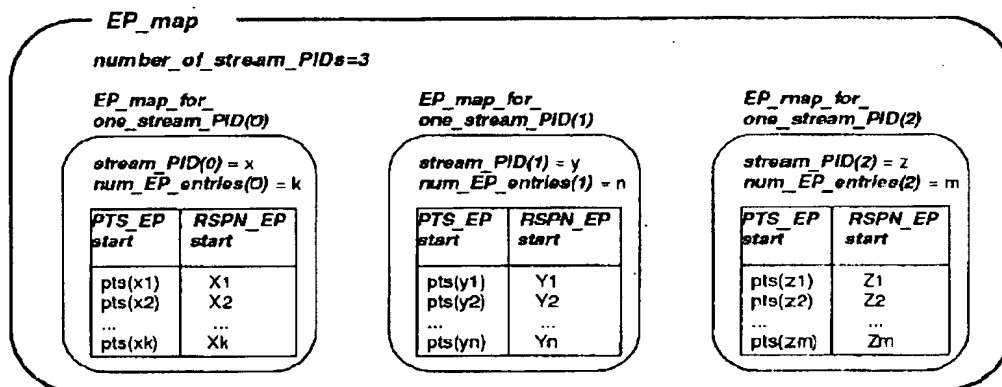 EP_map
number_of_stream_PIDs=3
EP_map_for_
one_stream_PID(0)
stream_PID(0) = x
num_EP_entries(0) = k
PTS_EP RSPN_EP
start start
pts(x1) X1
pts(x2) X2
... ...
pts(xk) Xk
EP_map_for_
one_stream_PID(1)
stream_PID(1) = y
num_EP_entries(1) = n
PTS_EP RSPN_EP
start start
pts(y1) Y1
pts(y2) Y2
... ...
pts(yn) Yn
EP_map_for_
one_stream_PID(2)
stream_PID(2) = z
num_EP_entries(2) = m
PTS_EP RSPN_EP
start start
pts(z1) Z1
pts(z2) Z2
... ...
pts(zm) Zm